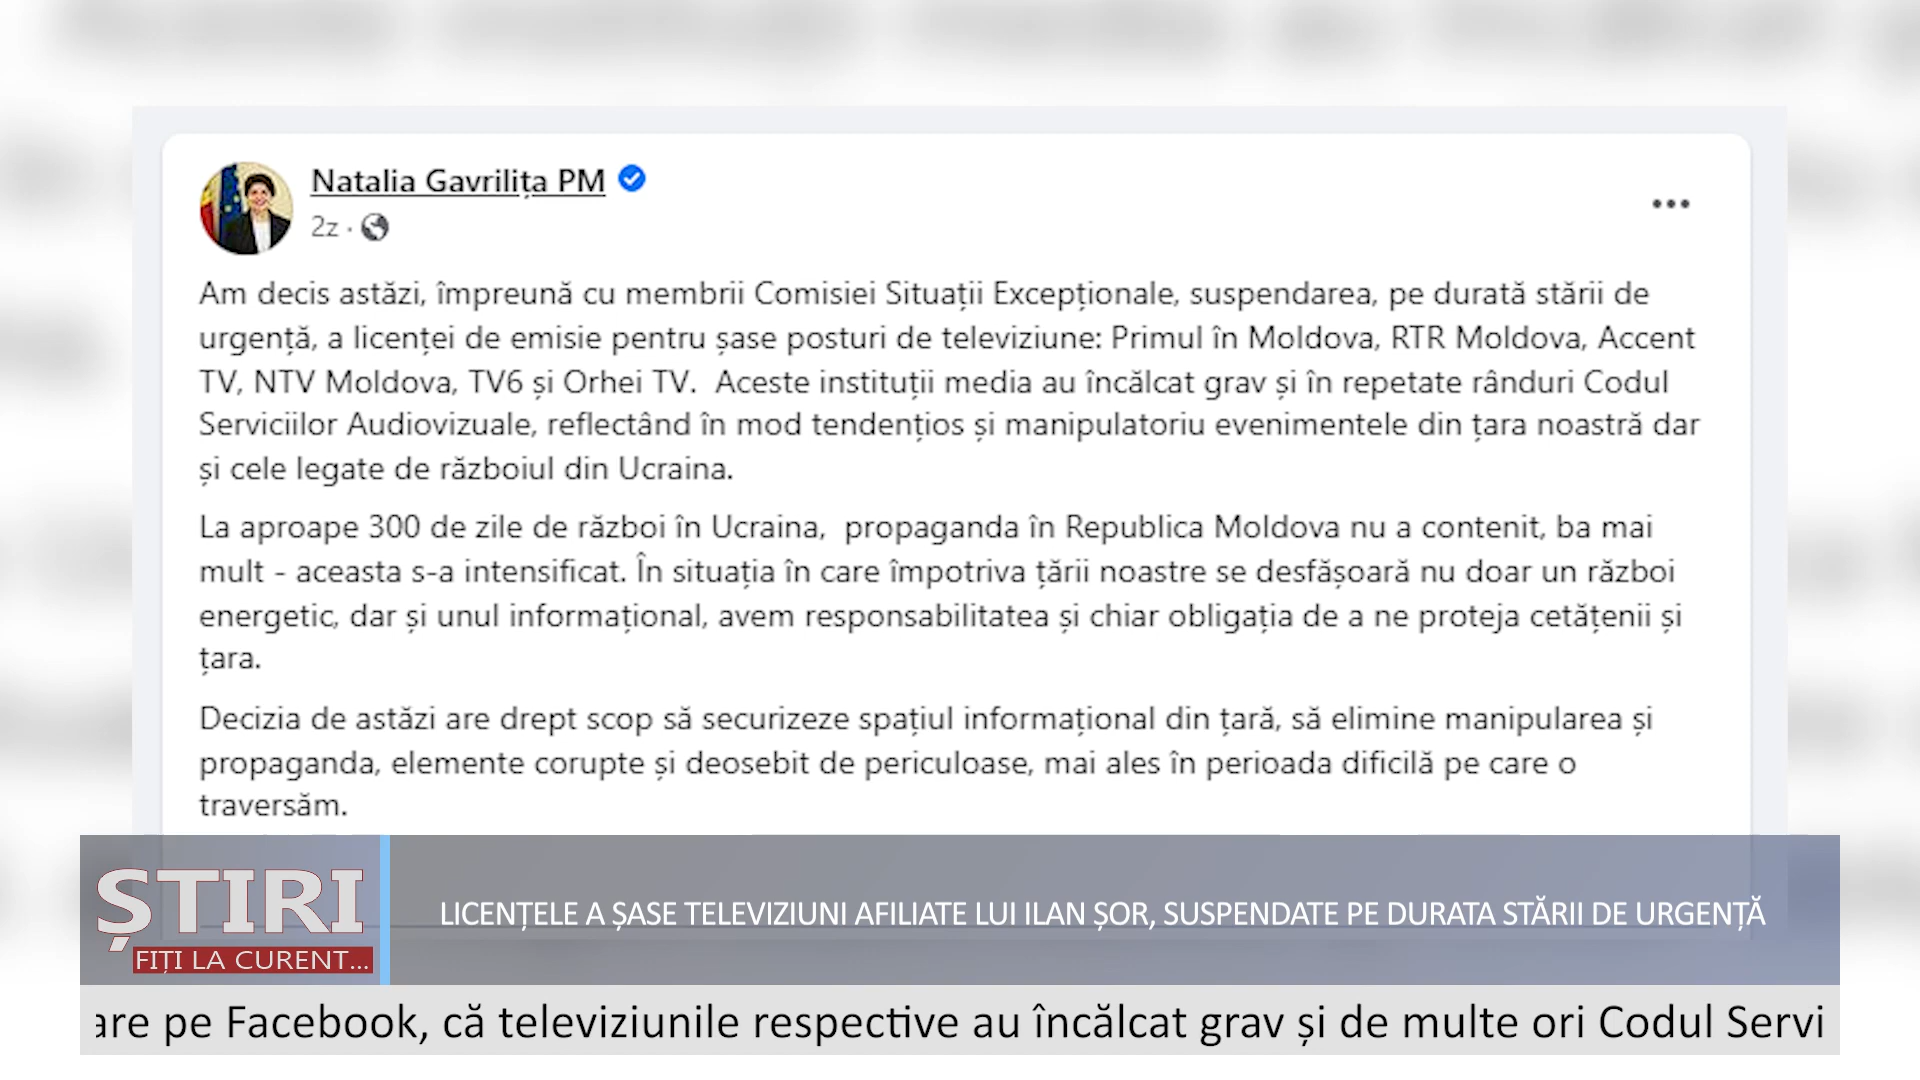 Natalia Gavrilița PM
2z ·
Am decis astăzi, împreună cu membrii Comisiei Situații Excepționale, suspendarea, pe durată stării de
urgență, a licenței de emisie pentru șase posturi de televiziune: Primul în Moldova, RTR Moldova, Accent
TV, NTV Moldova, TV6 și Orhei TV.  Aceste instituții media au încălcat grav și în repetate rânduri Codul
Serviciilor Audiovizuale, reflectând în mod tendențios și manipulatoriu evenimentele din țara noastră dar
și cele legate de războiul din Ucraina.
La aproape 300 de zile de război în Ucraina,  propaganda în Republica Moldova nu a contenit, ba mai
mult - aceasta s-a intensificat. În situația în care împotriva țării noastre se desfășoară nu doar un război
energetic, dar și unul informațional, avem responsabilitatea și chiar obligația de a ne proteja cetățenii și
țara.
Decizia de astăzi are drept scop să securizeze spațiul informațional din țară, să elimine manipularea și
propaganda, elemente corupte și deosebit de periculoase, mai ales în perioada dificilă pe care o
traversăm.
ȘTIRI
FIȚI LA CURENT...
LICENȚELE A ȘASE TELEVIZIUNI AFILIATE LUI ILAN ȘOR, SUSPENDATE PE DURATA STĂRII DE URGENȚĂ
are pe Facebook, că televiziunile respective au încălcat grav și de multe ori Codul Servi